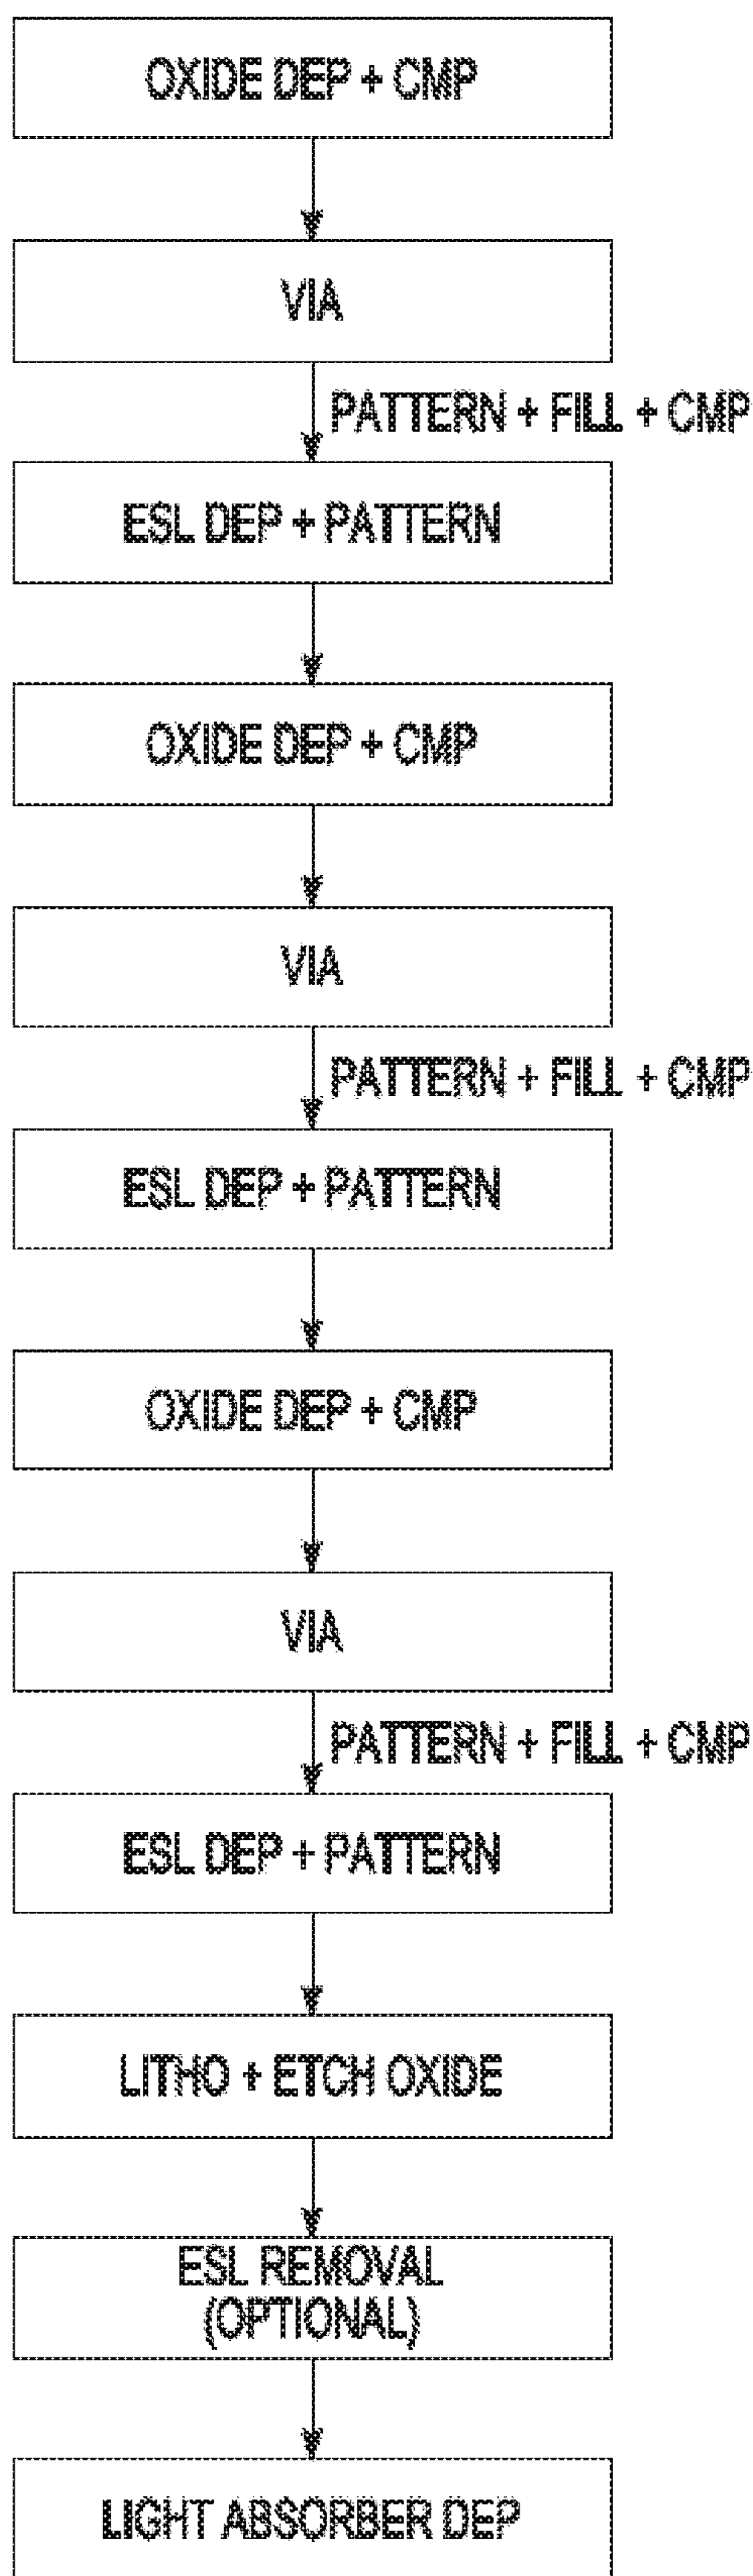 OXIDE DEP + CMP
VIA
PATTERN + FILL + CMP
ESL DEP + PATTERN
OXIDE DEP + CMP
VIA
PATTERN + FILL + CMP
ESL DEP + PATTERN
OXIDE DEP + CMP
VIA
PATTERN + FILL + CMP
ESL DEP + PATTERN
LITHO + ETCH OXIDE
ESL REMOVAL
(OPTIONAL)
LIGHT ABSORBER DEP